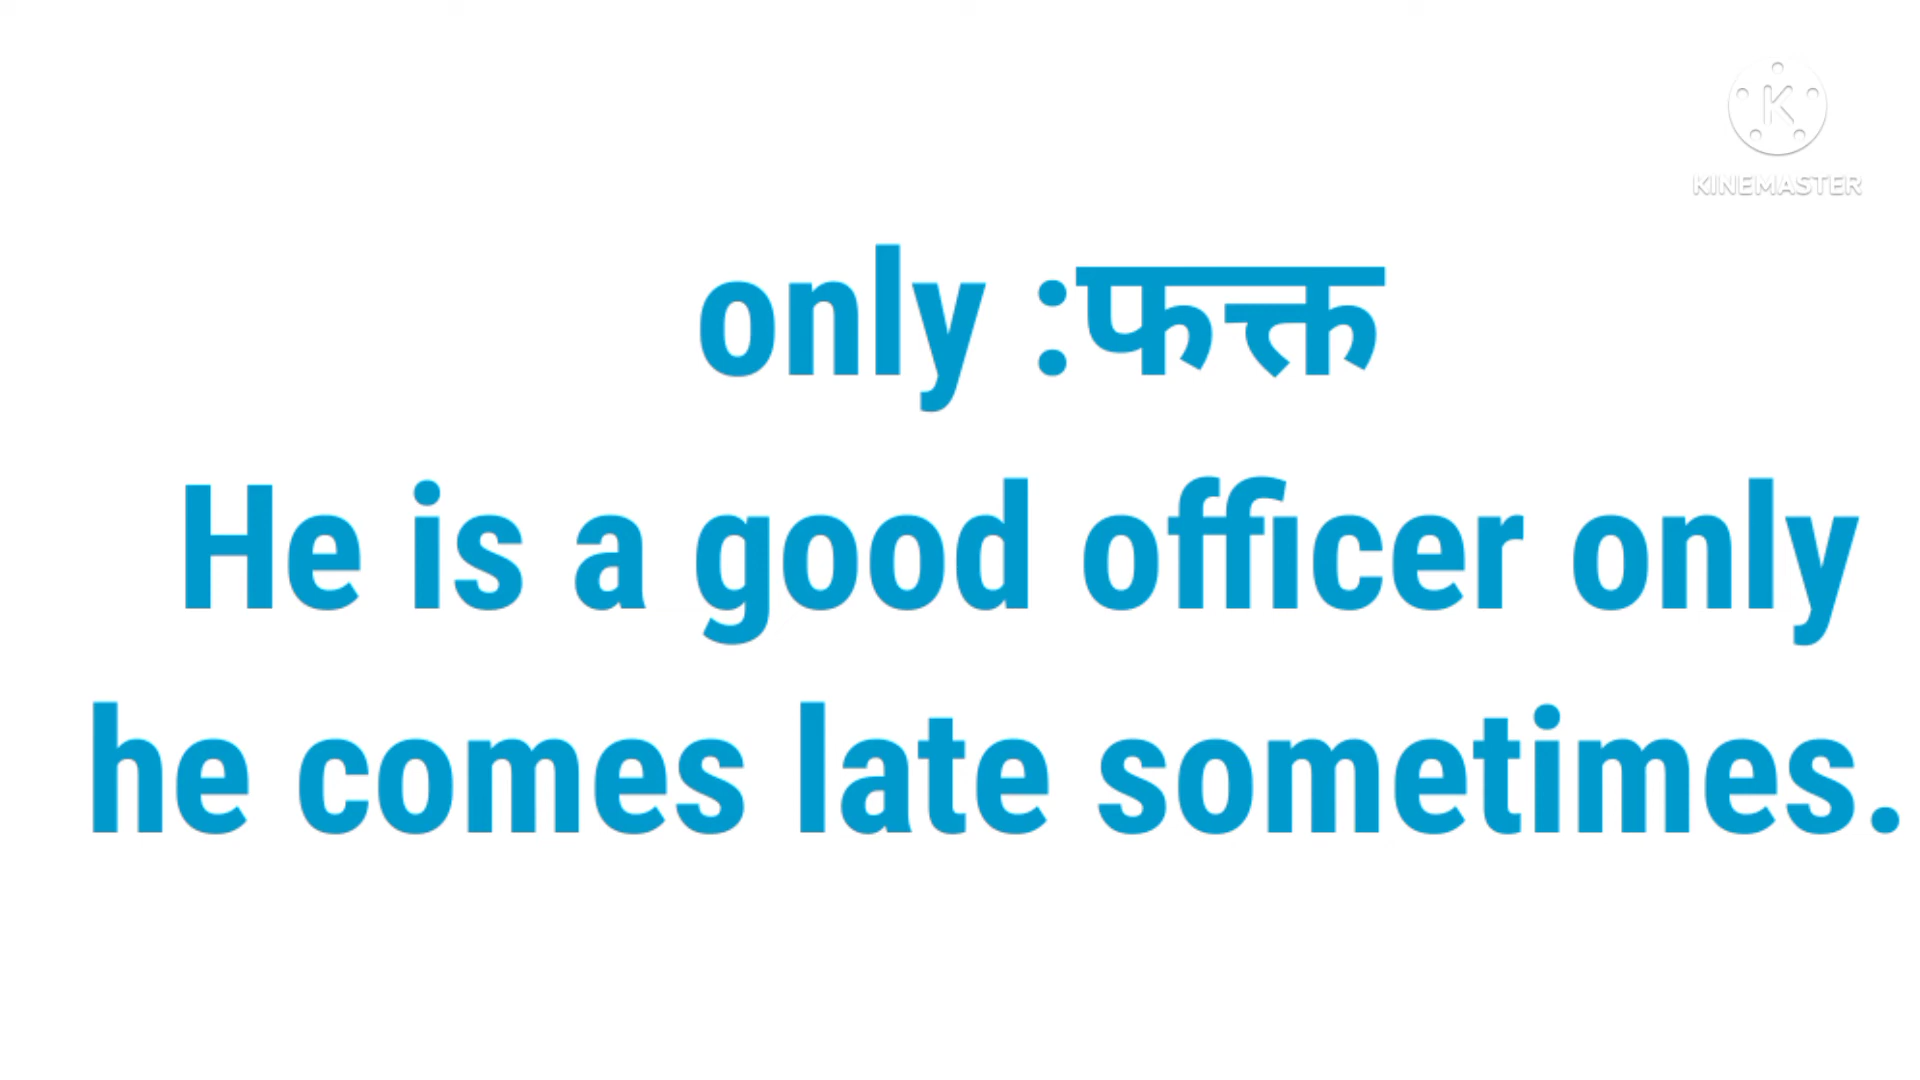 K
KINEMASTER
only :फक्त
He is a good officer only
he comes late sometimes.